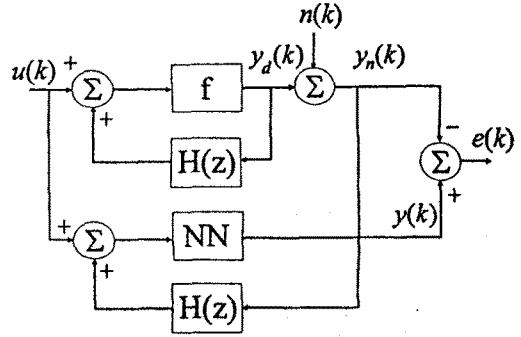 n(k)
u(k) + Σ f y_d(k) Σ y_n(k)
+
H(z)
− e(k)
Σ
+ Σ NN y(k) +
+
H(z)